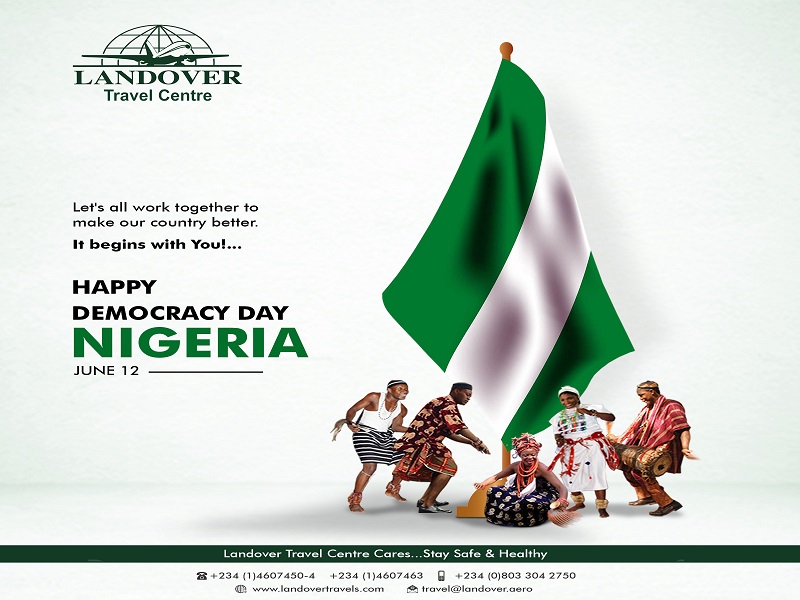 LANDOVER
Travel Centre
Let's all work together to
make our country better.
It begins with You!...
HAPPY
DEMOCRACY DAY
NIGERIA
JUNE 12
Landover Travel Centre Cares...Stay Safe & Healthy
+234 (1)4607450-4 +234 (1)4607463 +234 (0)803 304 2750
www.landovertravels.com travel@landover.aero